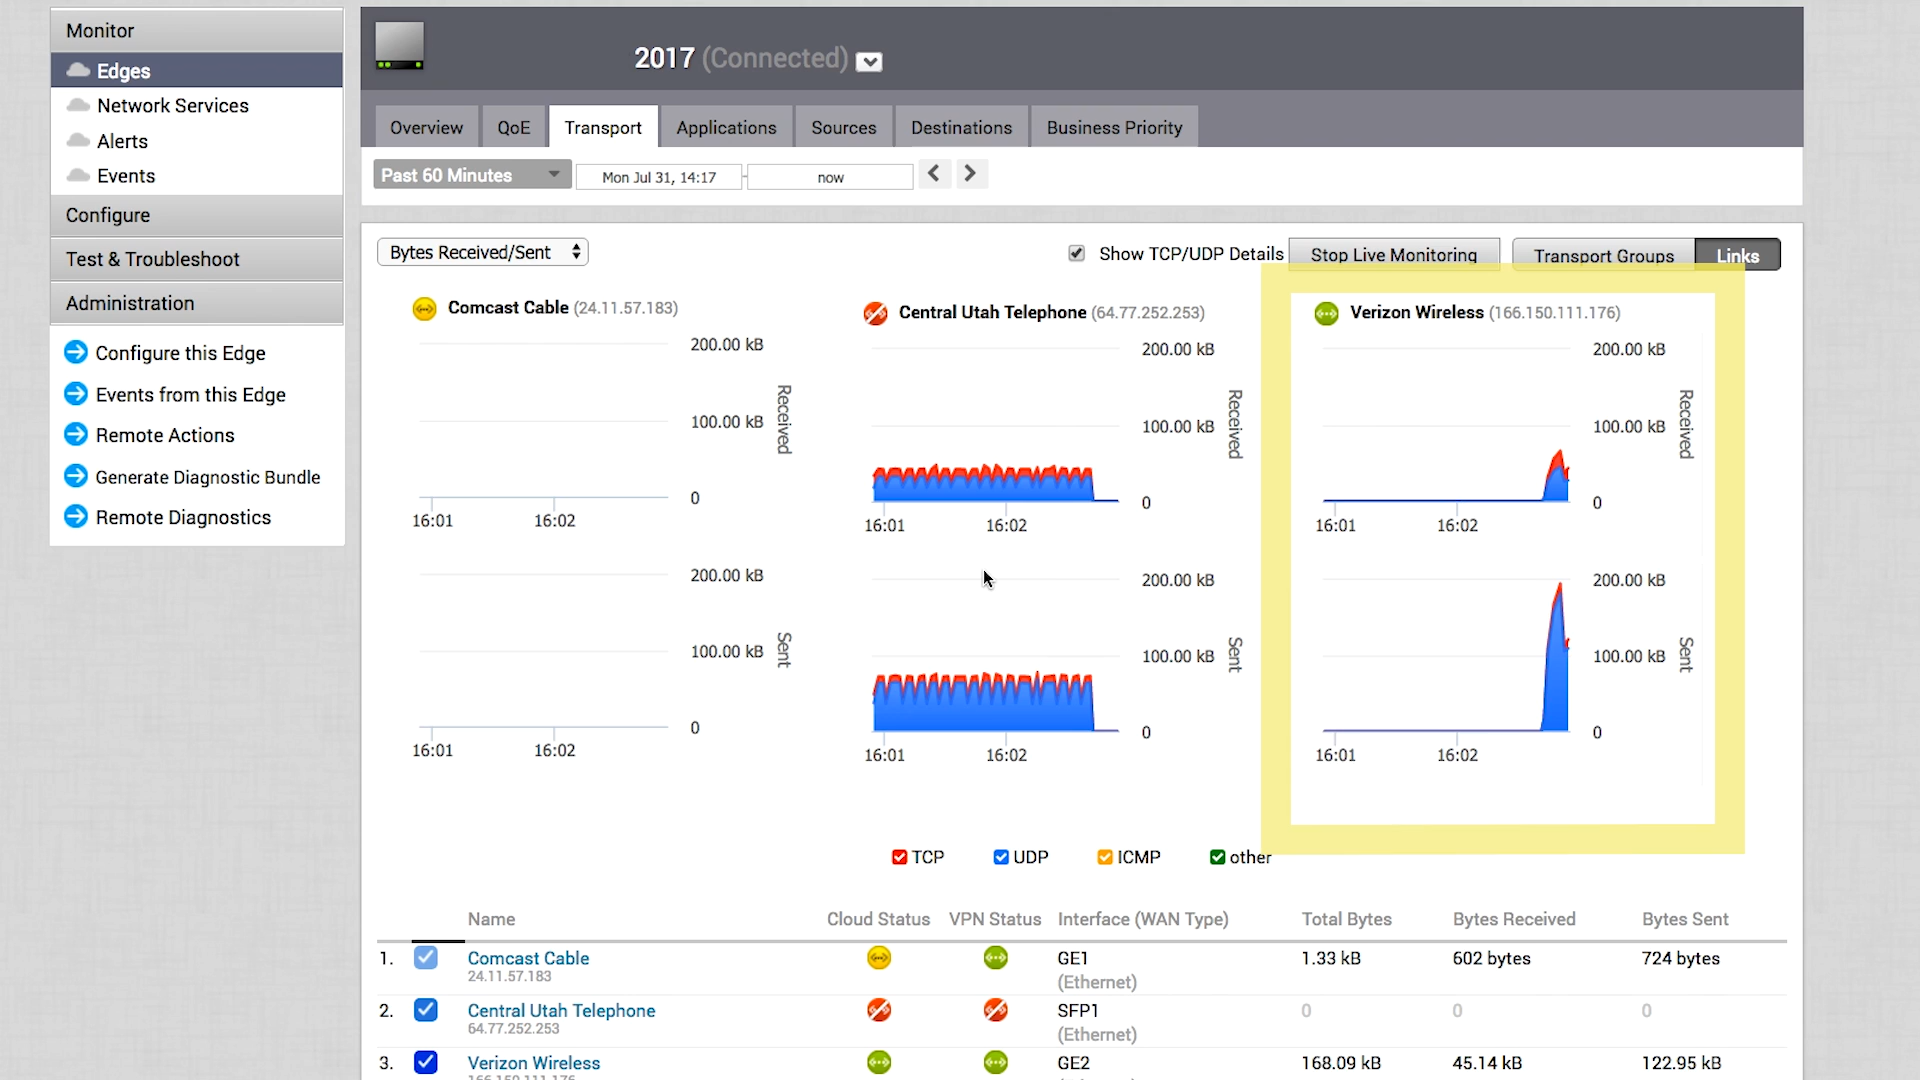 Monitor
Edges
Network Services
Alerts
Events
Configure
Test & Troubleshoot
Administration
Configure this Edge
Events from this Edge
Remote Actions
Generate Diagnostic Bundle
Remote Diagnostics
2017 (Connected)
Overview QoE Transport Applications Sources Destinations Business Priority
Past 60 Minutes Mon Jul 31, 14:17 - now
Bytes Received/Sent Show TCP/UDP Details Stop Live Monitoring Transport Groups Links
Comcast Cable (24.11.57.183)
200.00 kB
100.00 kB
0
Received
16:01 16:02
200.00 kB
100.00 kB
0
Sent
16:01 16:02
Central Utah Telephone (64.77.252.253)
200.00 kB
100.00 kB
0
Received
16:01 16:02
200.00 kB
100.00 kB
0
Sent
16:01 16:02
Verizon Wireless (166.150.111.176)
200.00 kB
100.00 kB
0
Received
16:01 16:02
200.00 kB
100.00 kB
0
Sent
16:01 16:02
TCP UDP ICMP other
Name Cloud Status VPN Status Interface (WAN Type) Total Bytes Bytes Received Bytes Sent
1. Comcast Cable GE1 1.33 kB 602 bytes 724 bytes
24.11.57.183 (Ethernet)
2. Central Utah Telephone SFP1 0 0 0
64.77.252.253 (Ethernet)
3. Verizon Wireless GE2 168.09 kB 45.14 kB 122.95 kB
166.150.111.176